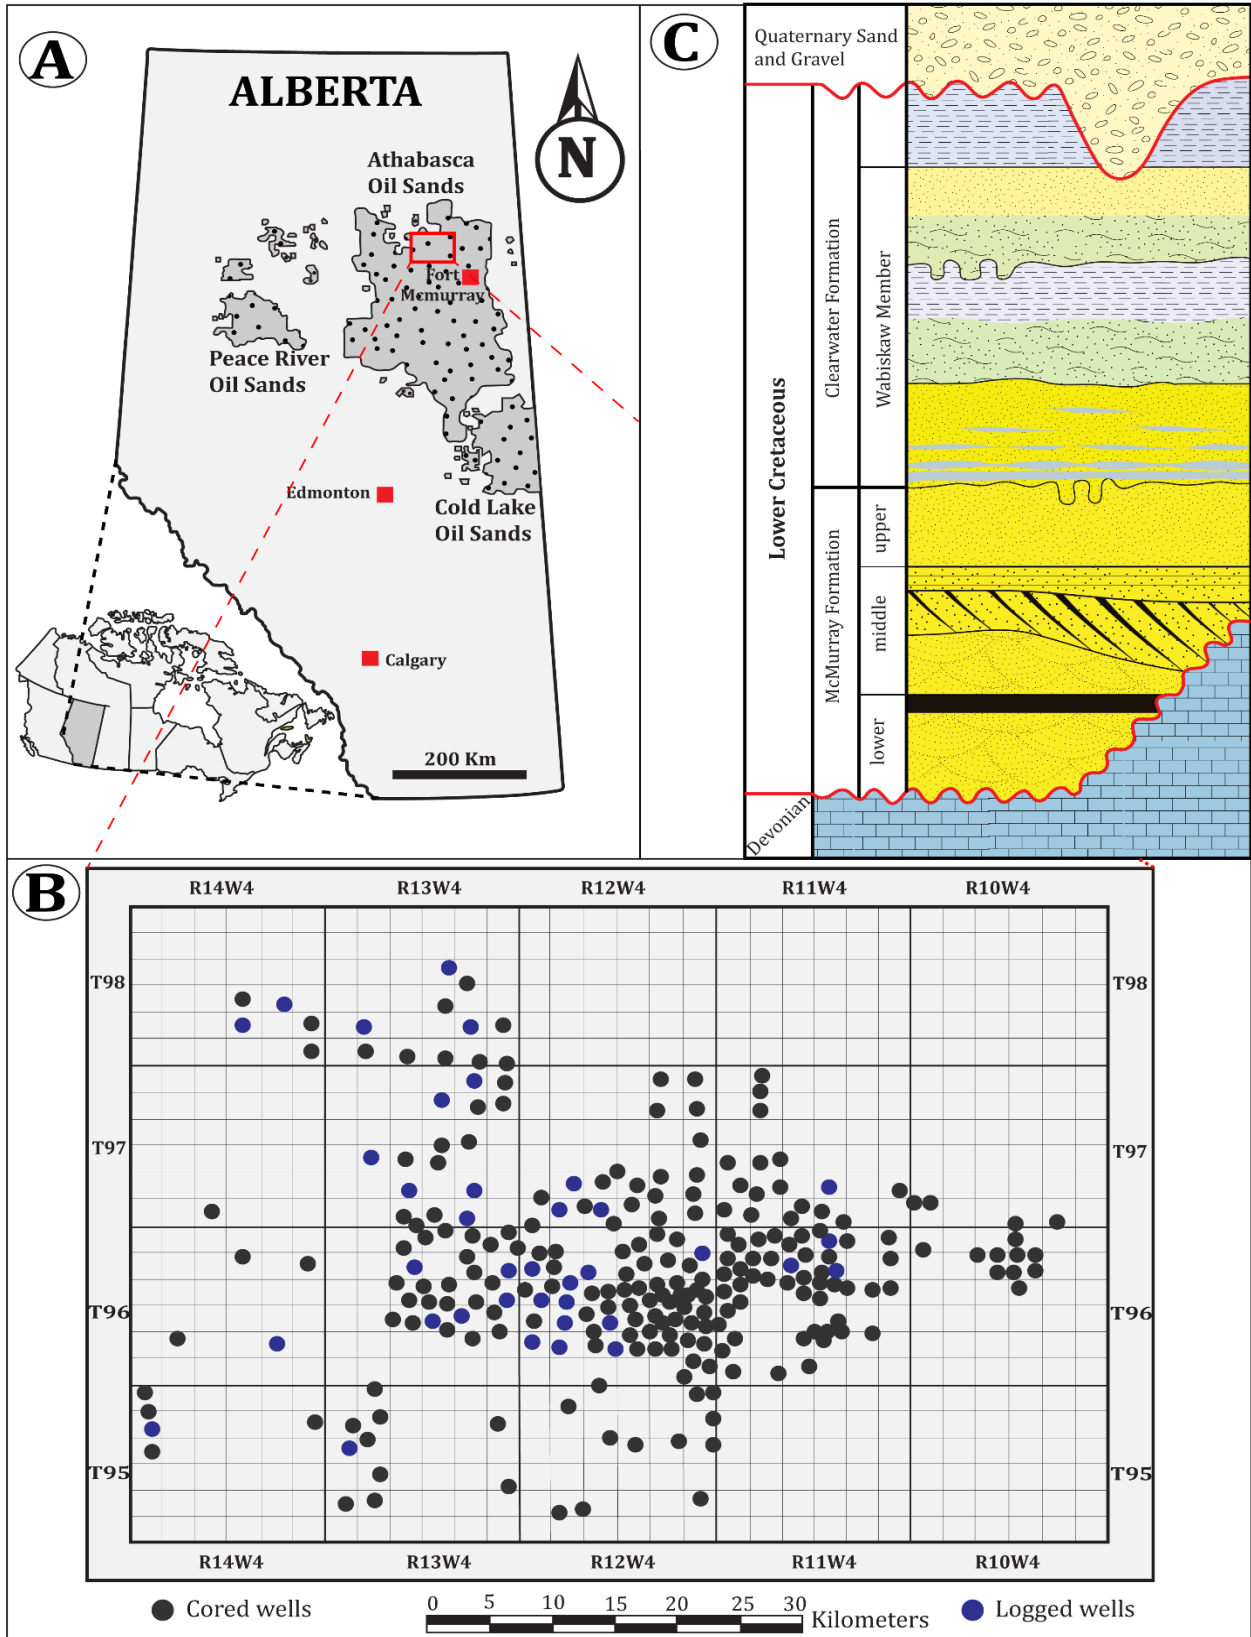 A
ALBERTA
N
Athabasca
Oil Sands
Fort
Mcmurray
Peace River
Oil Sands
Edmonton
Cold Lake
Oil Sands
Calgary
200 Km
C
Quaternary Sand
and Gravel
Lower Cretaceous
Clearwater Formation
Wabiskaw Member
McMurray Formation
upper
middle
lower
Devonian
B
R14W4 R13W4 R12W4 R11W4 R10W4
T98 T98
T97 T97
T96 T96
T95 T95
R14W4 R13W4 R12W4 R11W4 R10W4
Cored wells
0 5 10 15 20 25 30
Kilometers
Logged wells